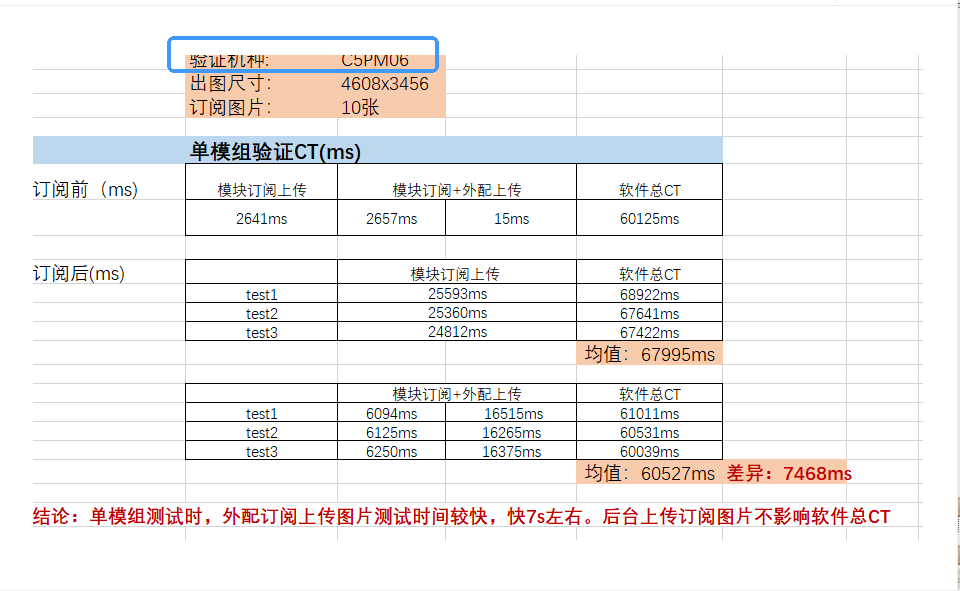 验证机种: C5PM06
出图尺寸: 4608x3456
订阅图片: 10张
单模组验证CT(ms)
订阅前（ms)
模块订阅上传 模块订阅+外配上传 软件总CT
2641ms 2657ms 15ms 60125ms
订阅后(ms)
模块订阅上传 软件总CT
test1 25593ms 68922ms
test2 25360ms 67641ms
test3 24812ms 67422ms
均值：67995ms
模块订阅+外配上传 软件总CT
test1 6094ms 16515ms 61011ms
test2 6125ms 16265ms 60531ms
test3 6250ms 16375ms 60039ms
均值：60527ms 差异：7468ms
结论：单模组测试时，外配订阅上传图片测试时间较快，快7s左右。后台上传订阅图片不影响软件总CT